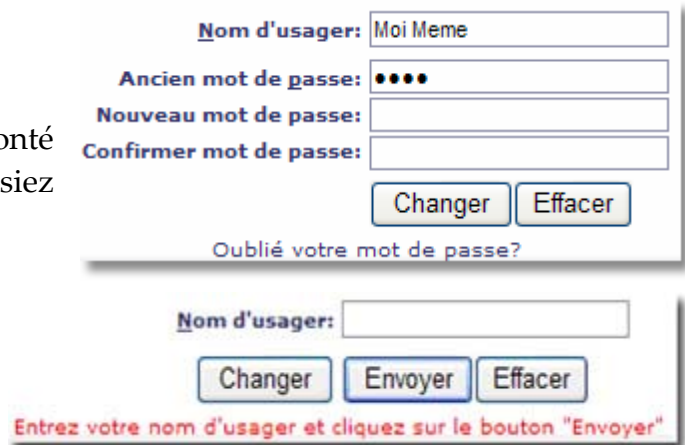 Nom d'usager: Moi Meme
Ancien mot de passe: ••••
Nouveau mot de passe:
onté
Confirmer mot de passe:
siez
Changer Effacer
Oublié votre mot de passe?
Nom d'usager:
Changer Envoyer Effacer
Entrez votre nom d'usager et cliquez sur le bouton "Envoyer"